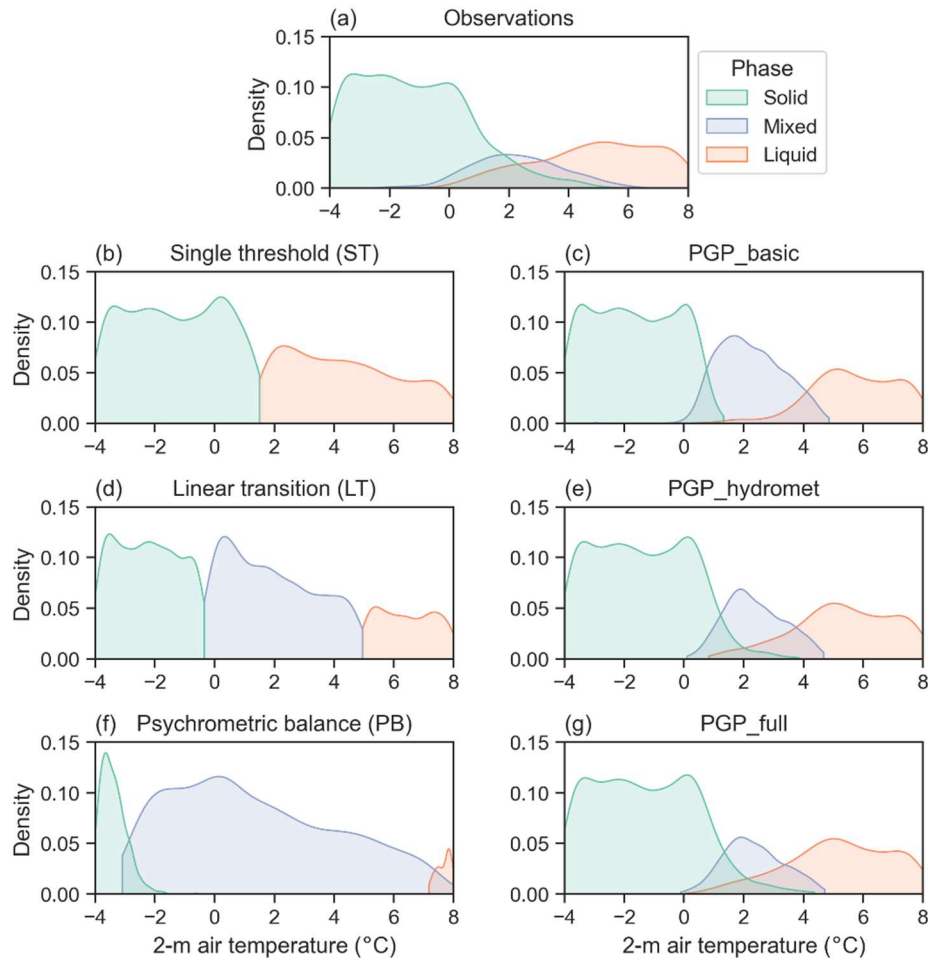 (a) Observations
0.15
0.10
0.05
0.00
Density
−4 −2 0 2 4 6 8
Phase
Solid
Mixed
Liquid
(b) Single threshold (ST)
0.15
0.10
0.05
0.00
Density
−4 −2 0 2 4 6 8
(c) PGP_basic
0.15
0.10
0.05
0.00
−4 −2 0 2 4 6 8
(d) Linear transition (LT)
0.15
0.10
0.05
0.00
Density
−4 −2 0 2 4 6 8
(e) PGP_hydromet
0.15
0.10
0.05
0.00
−4 −2 0 2 4 6 8
(f) Psychrometric balance (PB)
0.15
0.10
0.05
0.00
Density
−4 −2 0 2 4 6 8
2-m air temperature (°C)
(g) PGP_full
0.15
0.10
0.05
0.00
−4 −2 0 2 4 6 8
2-m air temperature (°C)